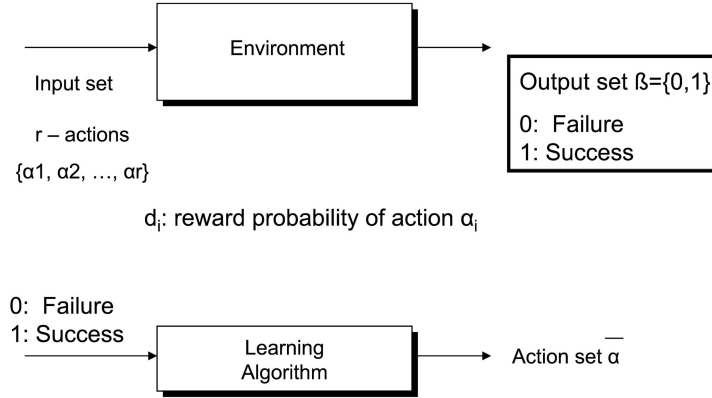 Environment
Input set
r – actions
{α1, α2, …, αr}
Output set ß={0,1}
0: Failure
1: Success
di: reward probability of action αi
0: Failure
1: Success
Learning
Algorithm
Action set α̅